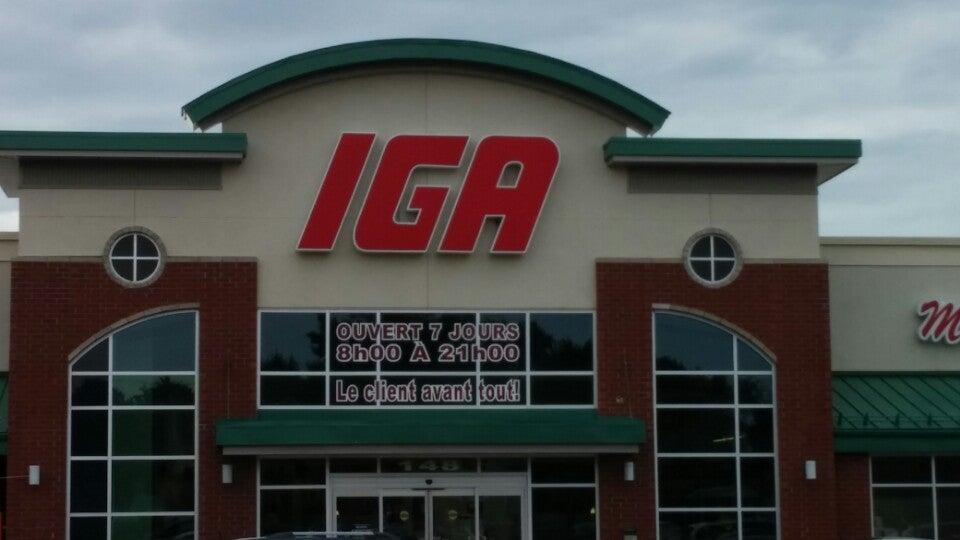 IGA
OUVERT 7 JOURS
8h00 À 21h00
Le client avant tout!
148